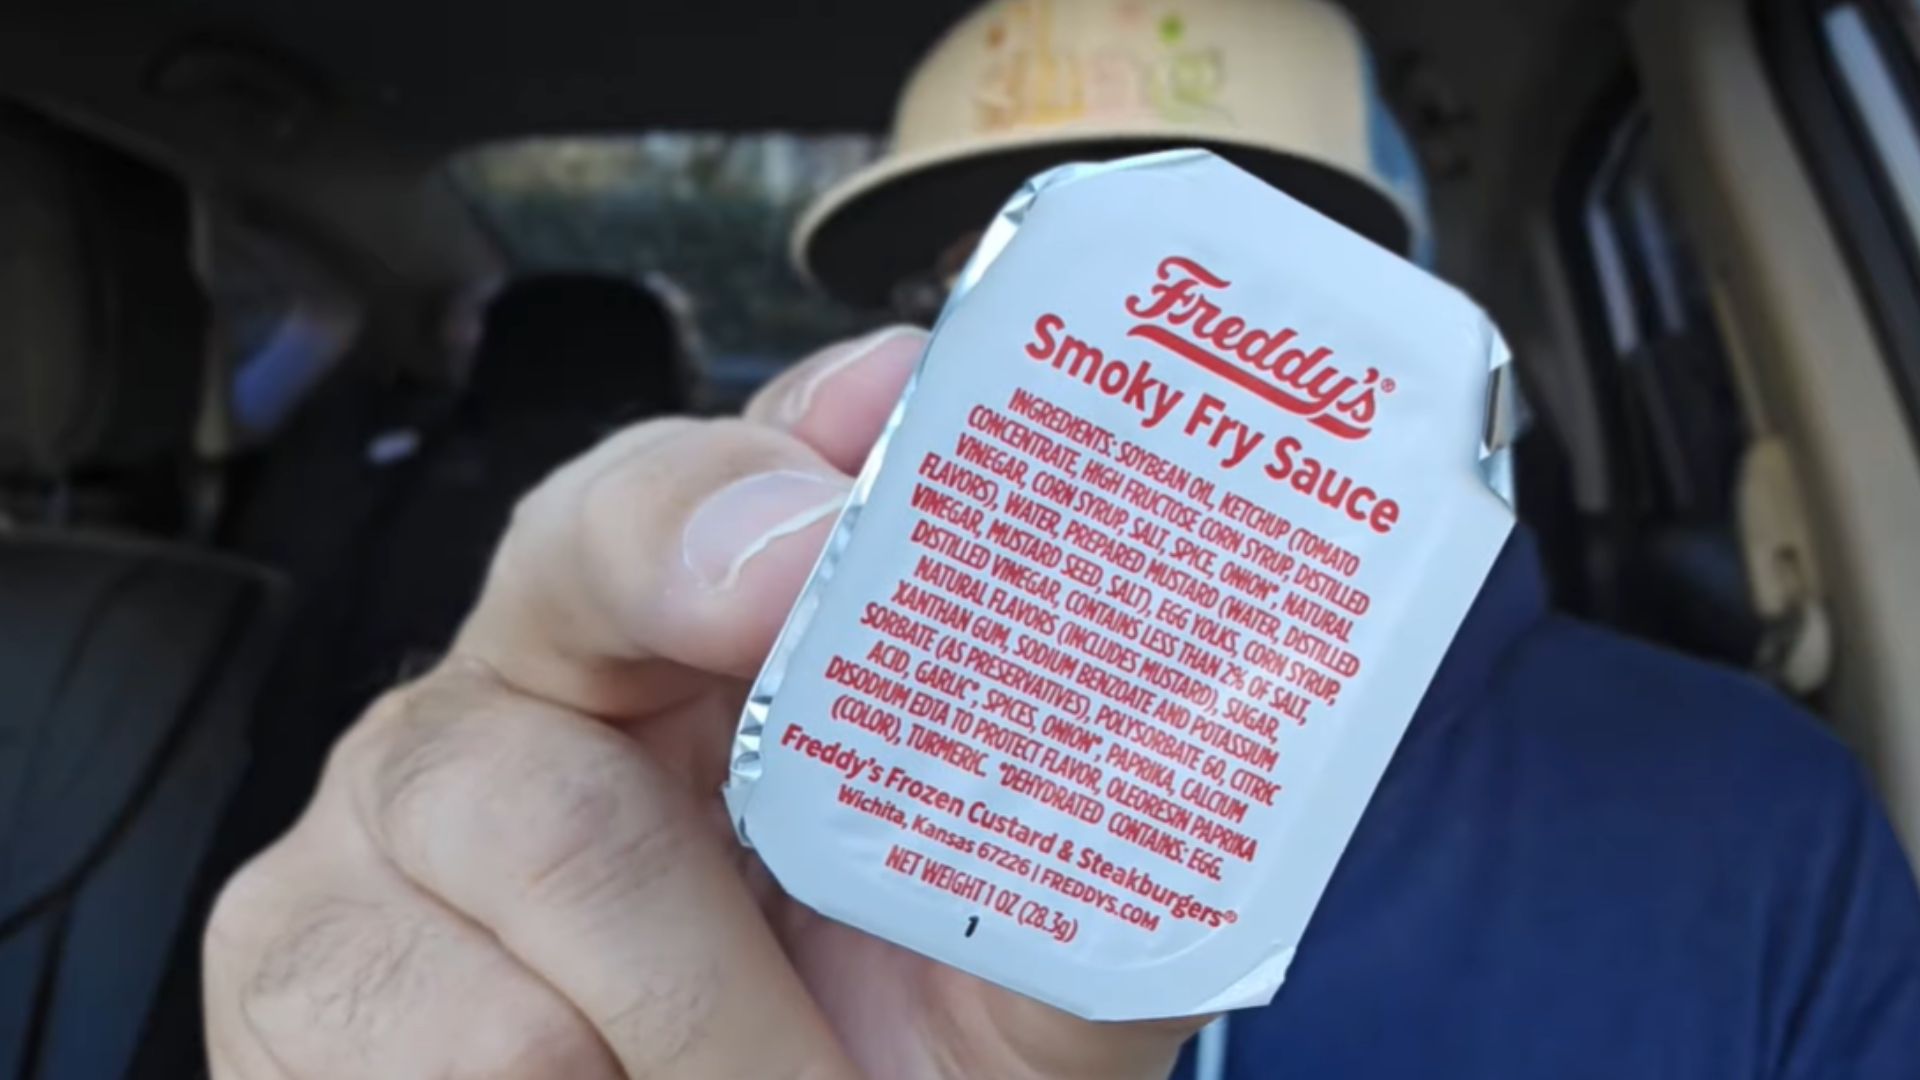 Freddy's®
Smoky Fry Sauce
INGREDIENTS: SOYBEAN OIL, KETCHUP (TOMATO
CONCENTRATE, HIGH FRUCTOSE CORN SYRUP, DISTILLED
VINEGAR, CORN SYRUP, SALT, SPICE, ONION*, NATURAL
FLAVORS), WATER, PREPARED MUSTARD (WATER, DISTILLED
VINEGAR, MUSTARD SEED, SALT), EGG YOLKS, CORN SYRUP,
DISTILLED VINEGAR, CONTAINS LESS THAN 2% OF SALT,
NATURAL FLAVORS (INCLUDES MUSTARD), SUGAR,
XANTHAN GUM, SODIUM BENZOATE AND POTASSIUM
SORBATE (AS PRESERVATIVES), POLYSORBATE 60, CITRIC
ACID, GARLIC*, SPICES, ONION*, PAPRIKA, CALCIUM
DISODIUM EDTA TO PROTECT FLAVOR, OLEORESIN PAPRIKA
(COLOR), TURMERIC. *DEHYDRATED CONTAINS: EGG.
Freddy's Frozen Custard & Steakburgers®
Wichita, Kansas 67226 | FREDDYS.COM
NET WEIGHT 1 OZ (28.3g)
1